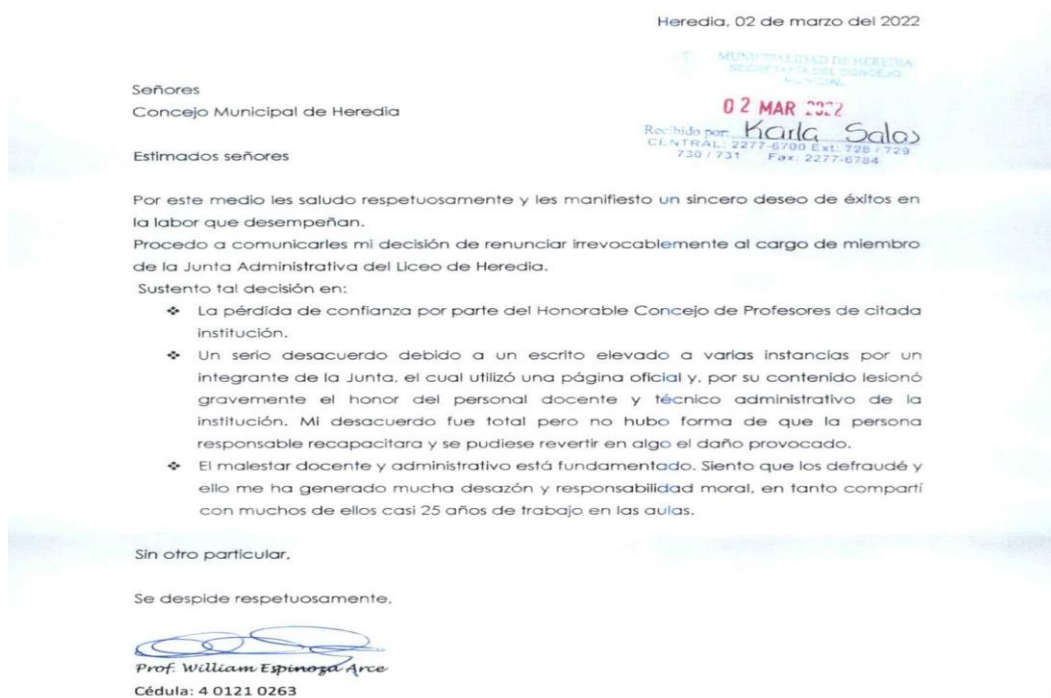 Heredia, 02 de marzo del 2022
MUNICIPALIDAD DE HEREDIA
SECRETARÍA DEL CONCEJO
MUNICIPAL
02 MAR 2022
Recibido por: Karla Salas
CENTRAL: 2277-6700 Ext: 728 / 729
730 / 731 Fax: 2277-6784
Señores
Concejo Municipal de Heredia
Estimados señores
Por este medio les saludo respetuosamente y les manifiesto un sincero deseo de éxitos en
la labor que desempeñan.
Procedo a comunicarles mi decisión de renunciar irrevocablemente al cargo de miembro
de la Junta Administrativa del Liceo de Heredia.
Sustento tal decisión en:
❖ La pérdida de confianza por parte del Honorable Concejo de Profesores de citada
institución.
❖ Un serio desacuerdo debido a un escrito elevado a varias instancias por un
integrante de la Junta, el cual utilizó una página oficial y, por su contenido lesionó
gravemente el honor del personal docente y técnico administrativo de la
institución. Mi desacuerdo fue total pero no hubo forma de que la persona
responsable recapacitara y se pudiese revertir en algo el daño provocado.
❖ El malestar docente y administrativo está fundamentado. Siento que los defraudé y
ello me ha generado mucha desazón y responsabilidad moral, en tanto compartí
con muchos de ellos casi 25 años de trabajo en las aulas.
Sin otro particular,
Se despide respetuosamente,
Prof. William Espinoza Arce
Cédula: 4 0121 0263